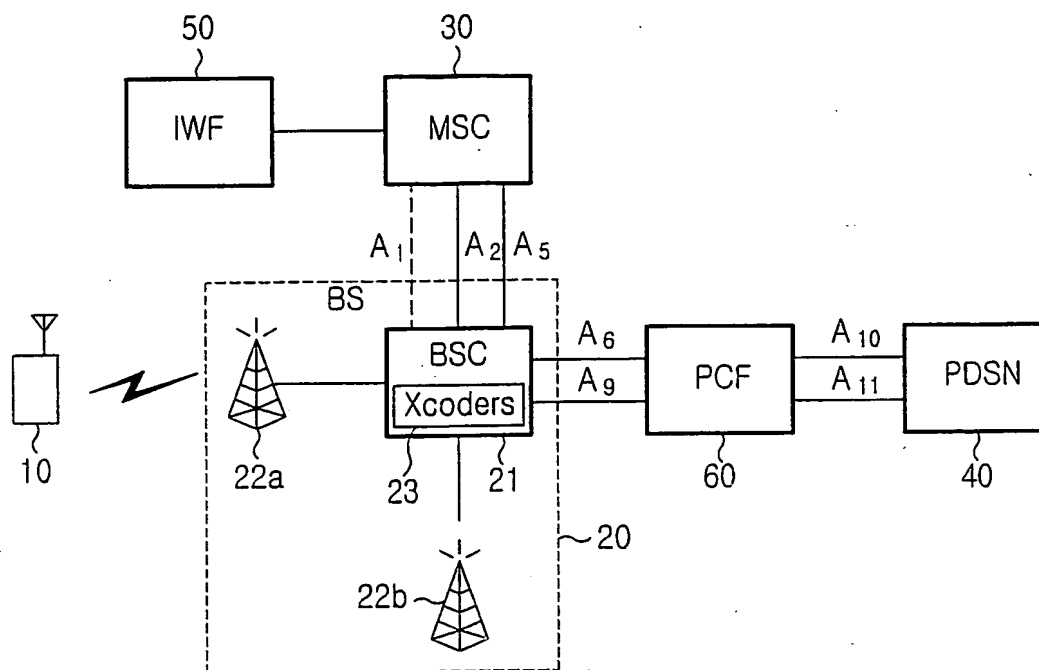 50
30
IWF
MSC
A1
A2
A5
BS
BSC
A6
PCF
A10
PDSN
Xcoders
A9
A11
10
22a
23
21
60
40
20
22b